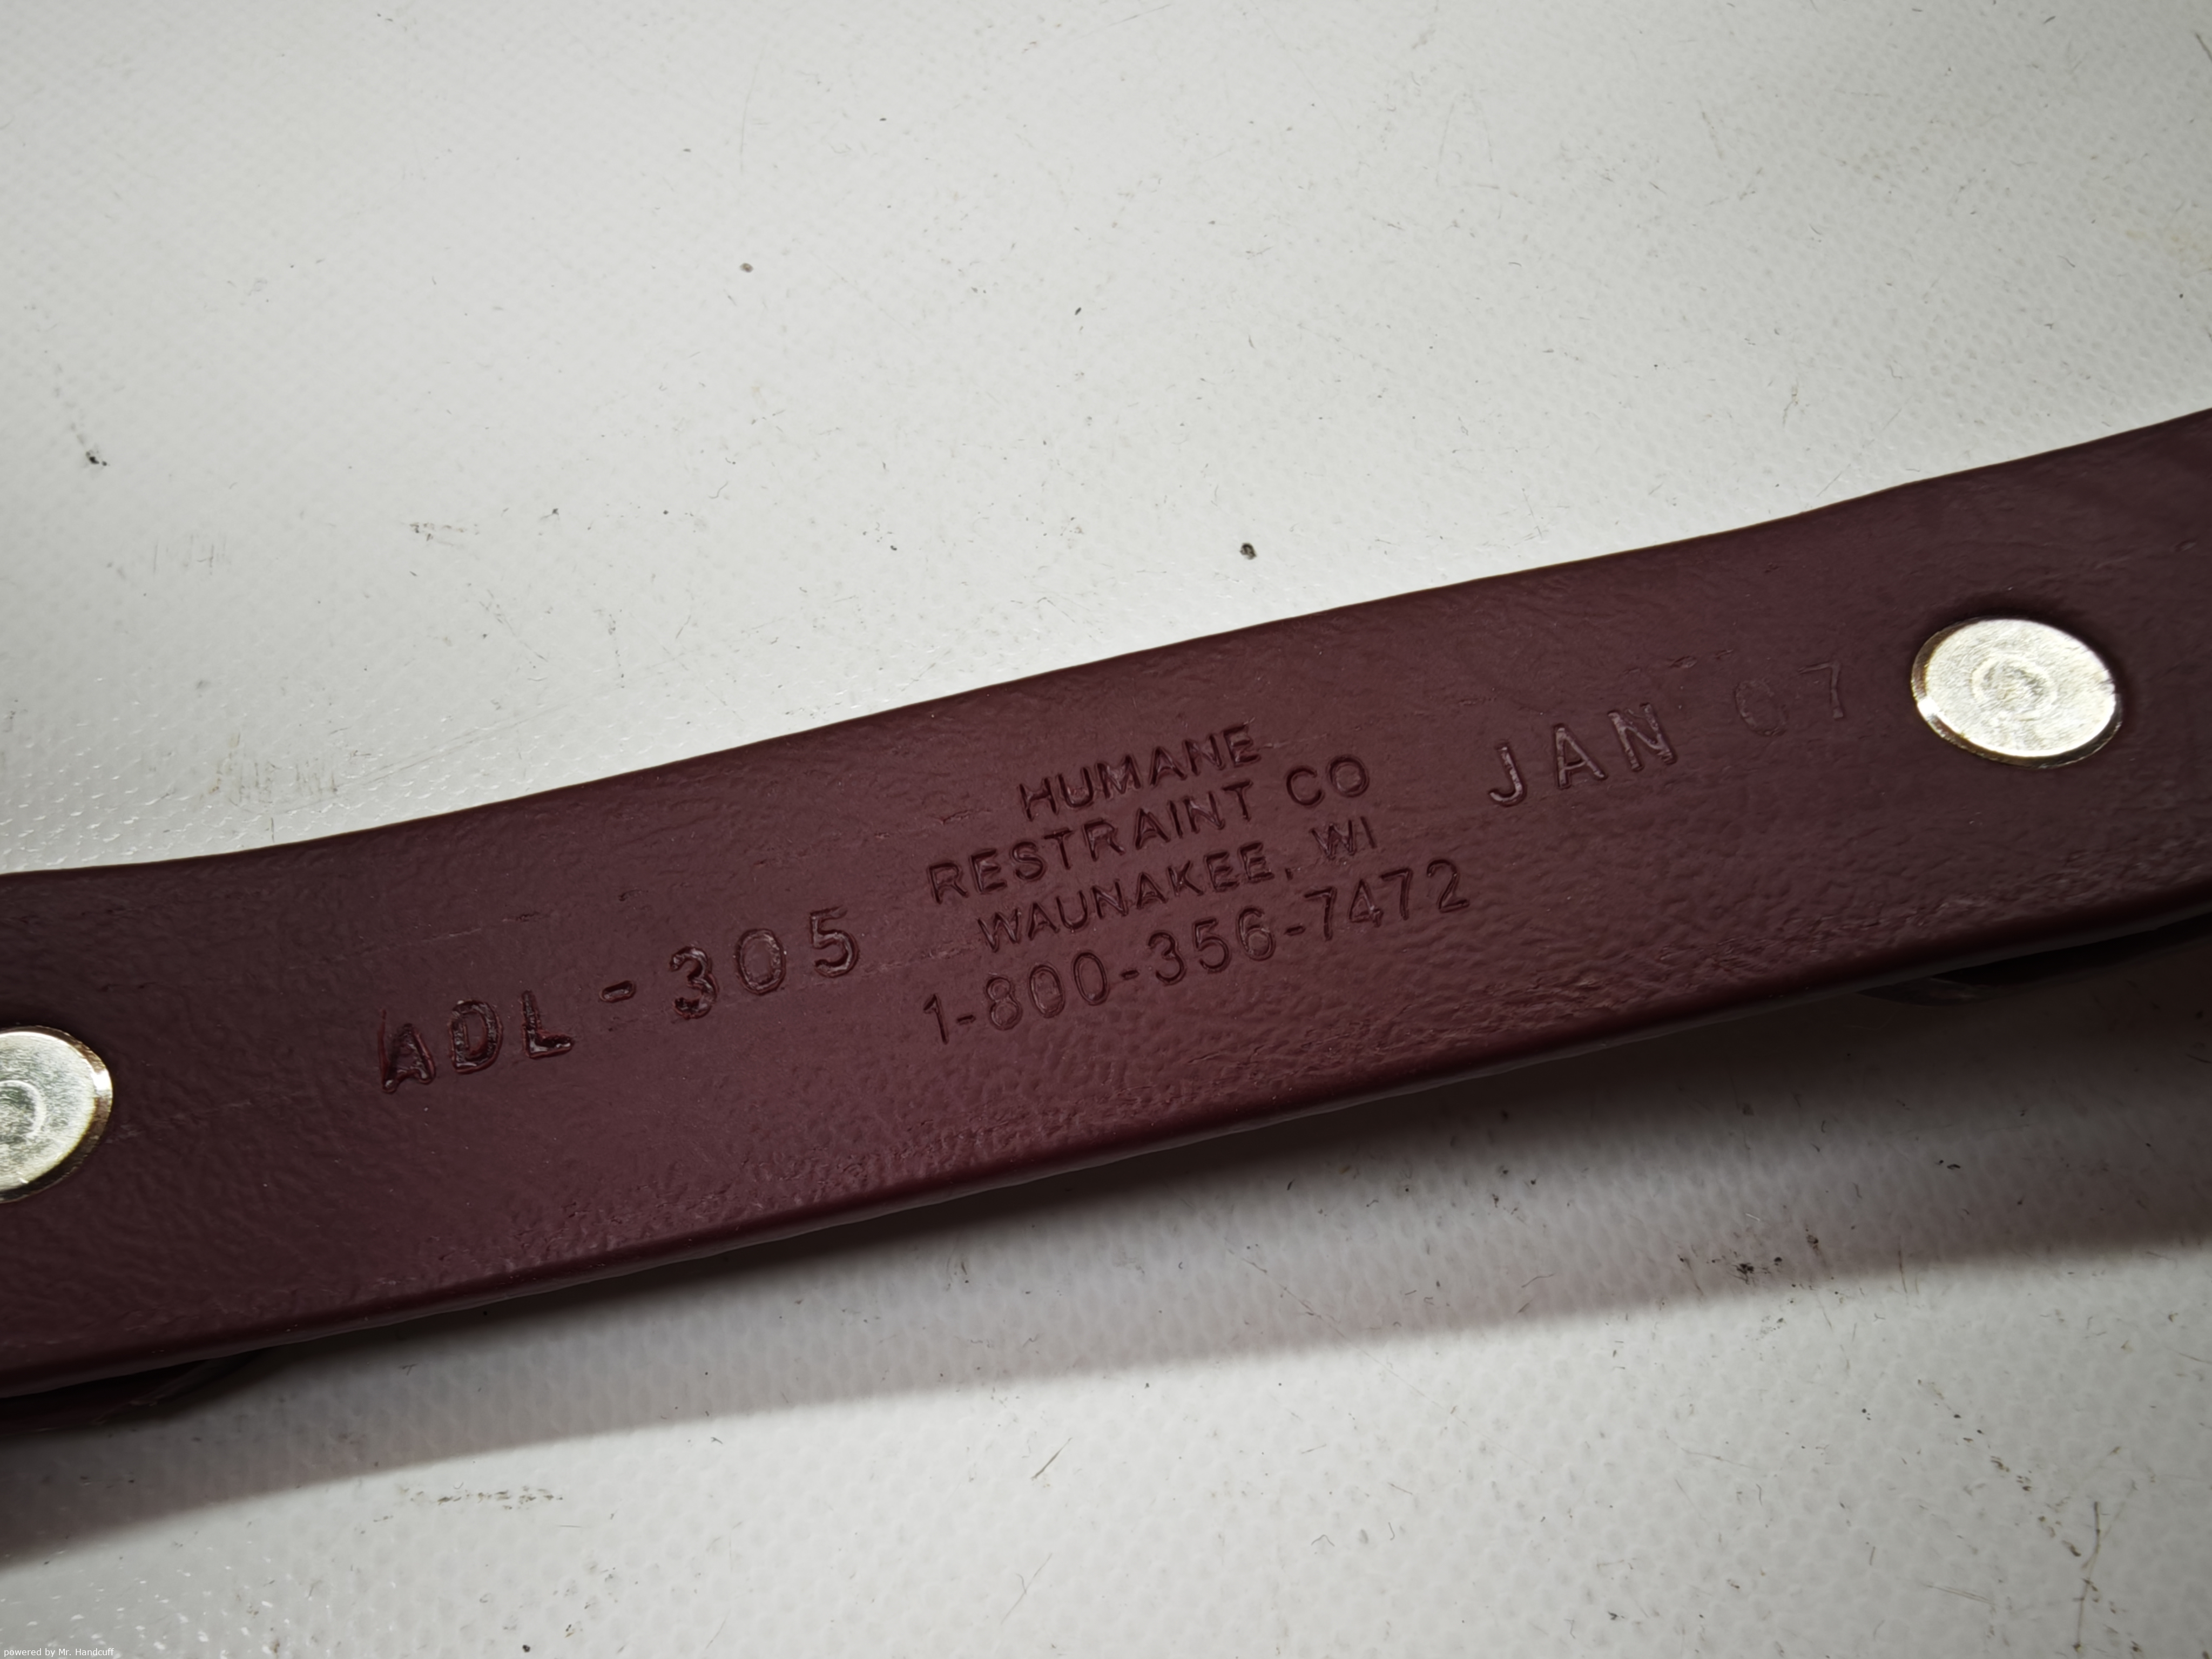 ADL-305
HUMANE
RESTRAINT CO
WAUNAKEE, WI
1-800-356-7472
JAN 07
powered by Mr. Handcuff